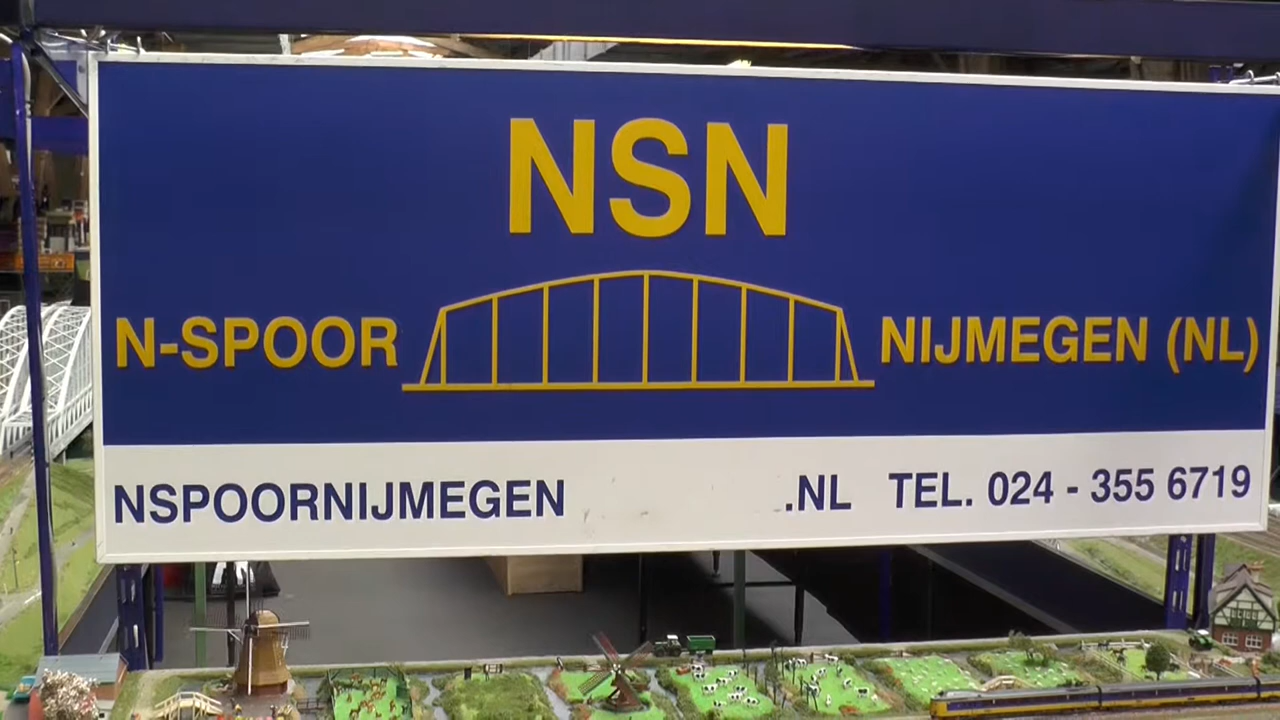 NSN
N-SPOOR NIJMEGEN (NL)
NSPOORNIJMEGEN .NL TEL. 024 - 355 6719